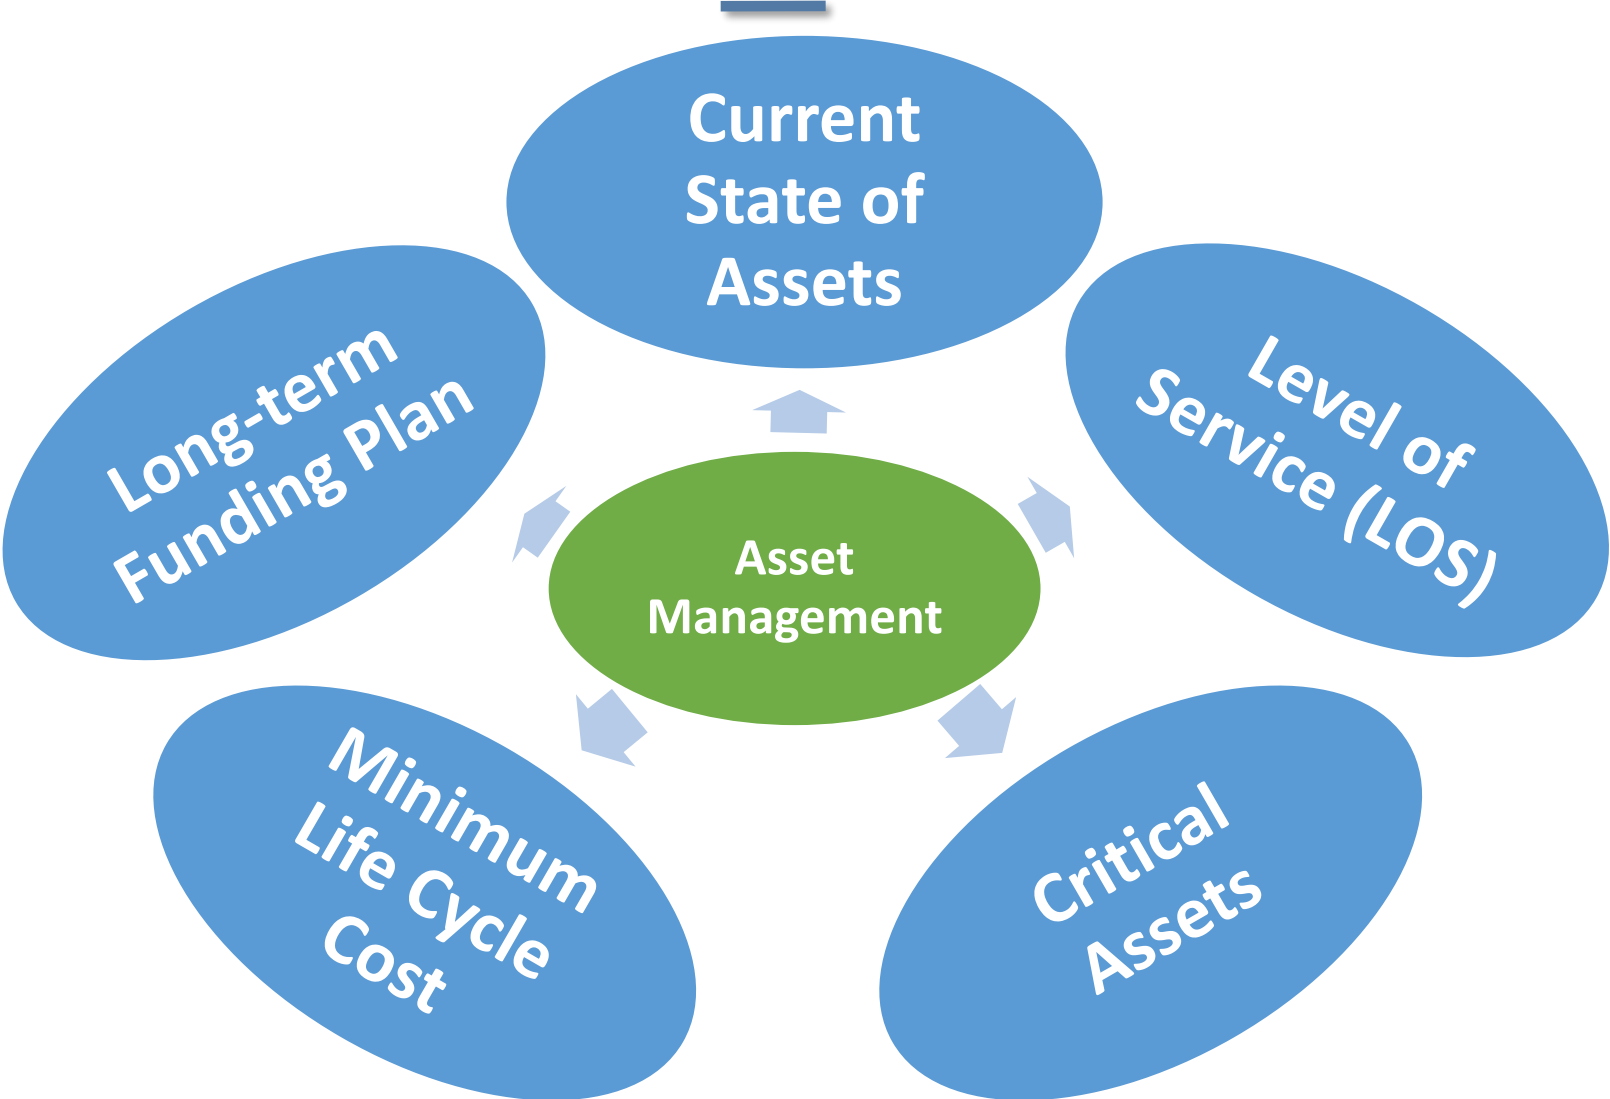 Current
State of
Assets
Level of
Service (LOS)
Critical
Assets
Minimum
Life Cycle
Cost
Long-term
Funding Plan
Asset
Management